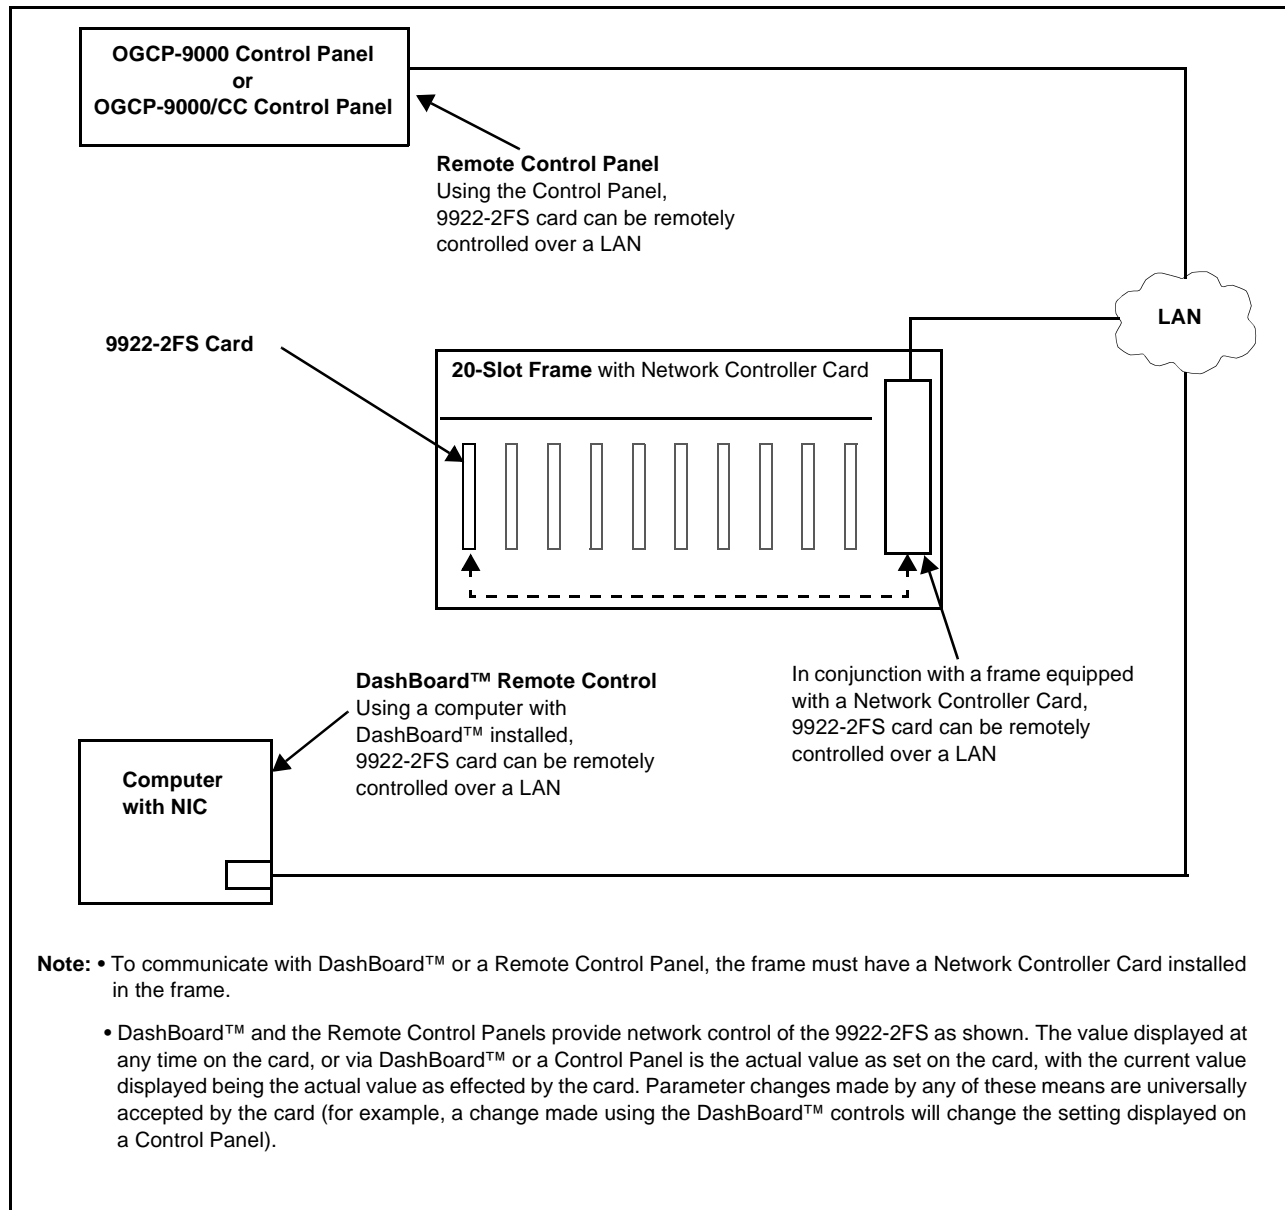 OGCP-9000 Control Panel
or
OGCP-9000/CC Control Panel
Remote Control Panel
Using the Control Panel,
9922-2FS card can be remotely
controlled over a LAN
LAN
9922-2FS Card
20-Slot Frame with Network Controller Card
DashBoard™ Remote Control
Using a computer with
DashBoard™ installed,
9922-2FS card can be remotely
controlled over a LAN
In conjunction with a frame equipped
with a Network Controller Card,
9922-2FS card can be remotely
controlled over a LAN
Computer
with NIC
Note: • To communicate with DashBoard™ or a Remote Control Panel, the frame must have a Network Controller Card installed
in the frame.
• DashBoard™ and the Remote Control Panels provide network control of the 9922-2FS as shown. The value displayed at
any time on the card, or via DashBoard™ or a Control Panel is the actual value as set on the card, with the current value
displayed being the actual value as effected by the card. Parameter changes made by any of these means are universally
accepted by the card (for example, a change made using the DashBoard™ controls will change the setting displayed on
a Control Panel).